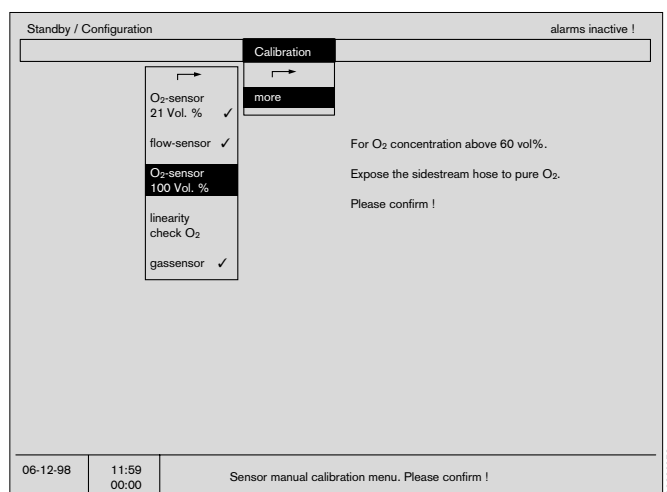 Standby / Configuration
alarms inactive !
Calibration
more
O₂-sensor
21 Vol. % ✓
flow-sensor ✓
O₂-sensor
100 Vol. %
linearity
check O₂
gassensor ✓
For O₂ concentration above 60 vol%.
Expose the sidestream hose to pure O₂.
Please confirm !
06-12-98
11:59
00:00
Sensor manual calibration menu. Please confirm !